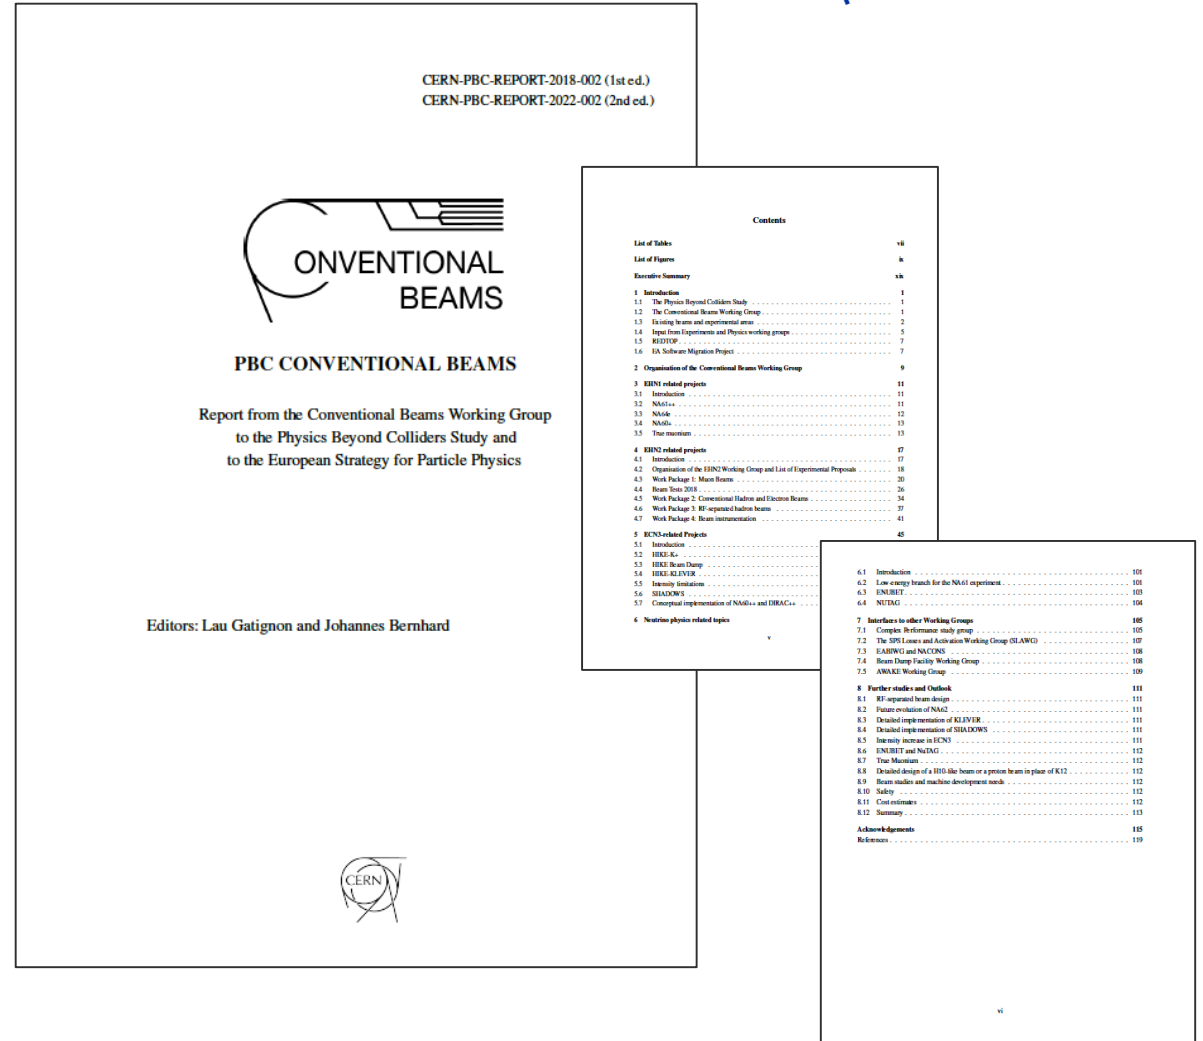 CERN-PBC-REPORT-2018-002 (1st ed.)
CERN-PBC-REPORT-2022-002 (2nd ed.)
CONVENTIONAL
BEAMS
PBC CONVENTIONAL BEAMS
Report from the Conventional Beams Working Group
to the Physics Beyond Colliders Study and
to the European Strategy for Particle Physics
Editors: Lau Gatignon and Johannes Bernhard
CERN
Contents
List of Tables vii
List of Figures ix
Executive Summary xix
1 Introduction 1
1.1 The Physics Beyond Colliders Study 1
1.2 The Conventional Beams Working Group 1
1.3 Existing beams and experimental areas 2
1.4 Input from Experiments and Physics working groups 5
1.5 REDTOP 7
1.6 EA Software Migration Project 7
2 Organisation of the Conventional Beams Working Group 9
3 EHN1 related projects 11
3.1 Introduction 11
3.2 NA61++ 11
3.3 NA64e 12
3.4 NA60+ 13
3.5 True muonium 13
4 EHN2 related projects 17
4.1 Introduction 17
4.2 Organisation of the EHN2 Working Group and List of Experimental Proposals 18
4.3 Work Package 1: Muon Beams 20
4.4 Beam Tests 2018 26
4.5 Work Package 2: Conventional Hadron and Electron Beams 34
4.6 Work Package 3: RF-separated hadron beams 37
4.7 Work Package 4: Beam instrumentation 41
5 ECN3-related Projects 45
5.1 Introduction
5.2 HIKE-K+
5.3 HIKE Beam Dump
5.4 HIKE-KLEVER
5.5 Intensity limitations
5.6 SHADOWS
5.7 Conceptual implementation of NA60++ and DIRAC++
6 Neutrino physics related topics
v
6.1 Introduction 101
6.2 Low-energy branch for the NA61 experiment 101
6.3 ENUBET 103
6.4 NUTAG 104
7 Interfaces to other Working Groups 105
7.1 Complex Performance study group 105
7.2 The SPS Losses and Activation Working Group (SLAWG) 107
7.3 EABIWG and NACONS 108
7.4 Beam Dump Facility Working Group 108
7.5 AWAKE Working Group 109
8 Further studies and Outlook 111
8.1 RF-separated beam design 111
8.2 Future evolution of NA62 111
8.3 Detailed implementation of KLEVER 111
8.4 Detailed implementation of SHADOWS 111
8.5 Intensity increase in ECN3 111
8.6 ENUBET and NuTAG 112
8.7 True Muonium 112
8.8 Detailed design of a H10-like beam or a proton beam in place of K12 112
8.9 Beam studies and machine development needs 112
8.10 Safety 112
8.11 Cost estimates 112
8.12 Summary 113
Acknowledgements 115
References 119
vi